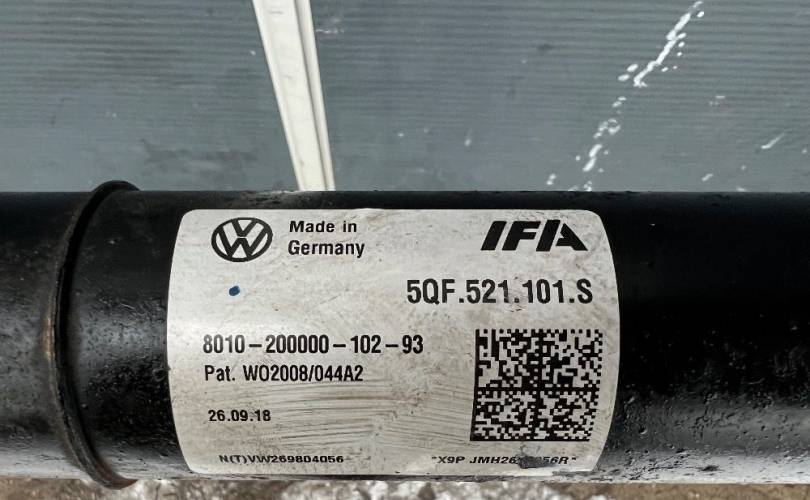 Made in
Germany
IFA
5QF.521.101.S
8010-200000-102-93
Pat. WO2008/044A2
26.09.18
N(T)VW269804056
*X9P JMH26